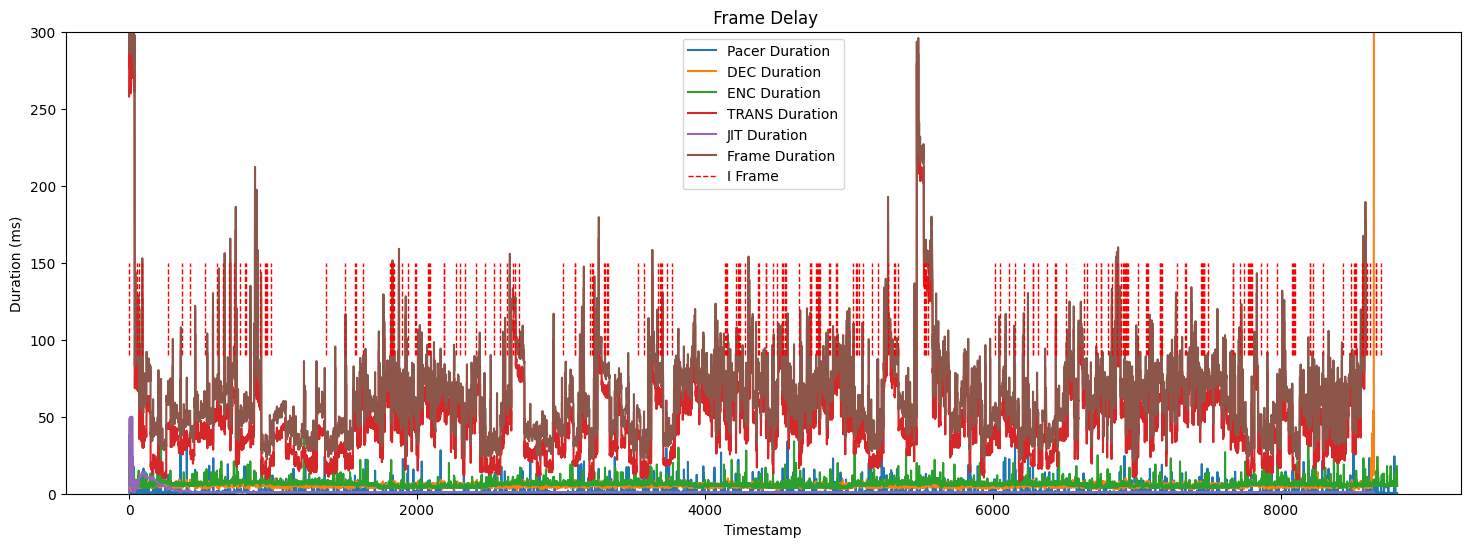 Frame Delay
300
250
200
150
100
50
0
Duration (ms)
Pacer Duration
DEC Duration
ENC Duration
TRANS Duration
JIT Duration
Frame Duration
I Frame
0
2000
4000
6000
8000
Timestamp